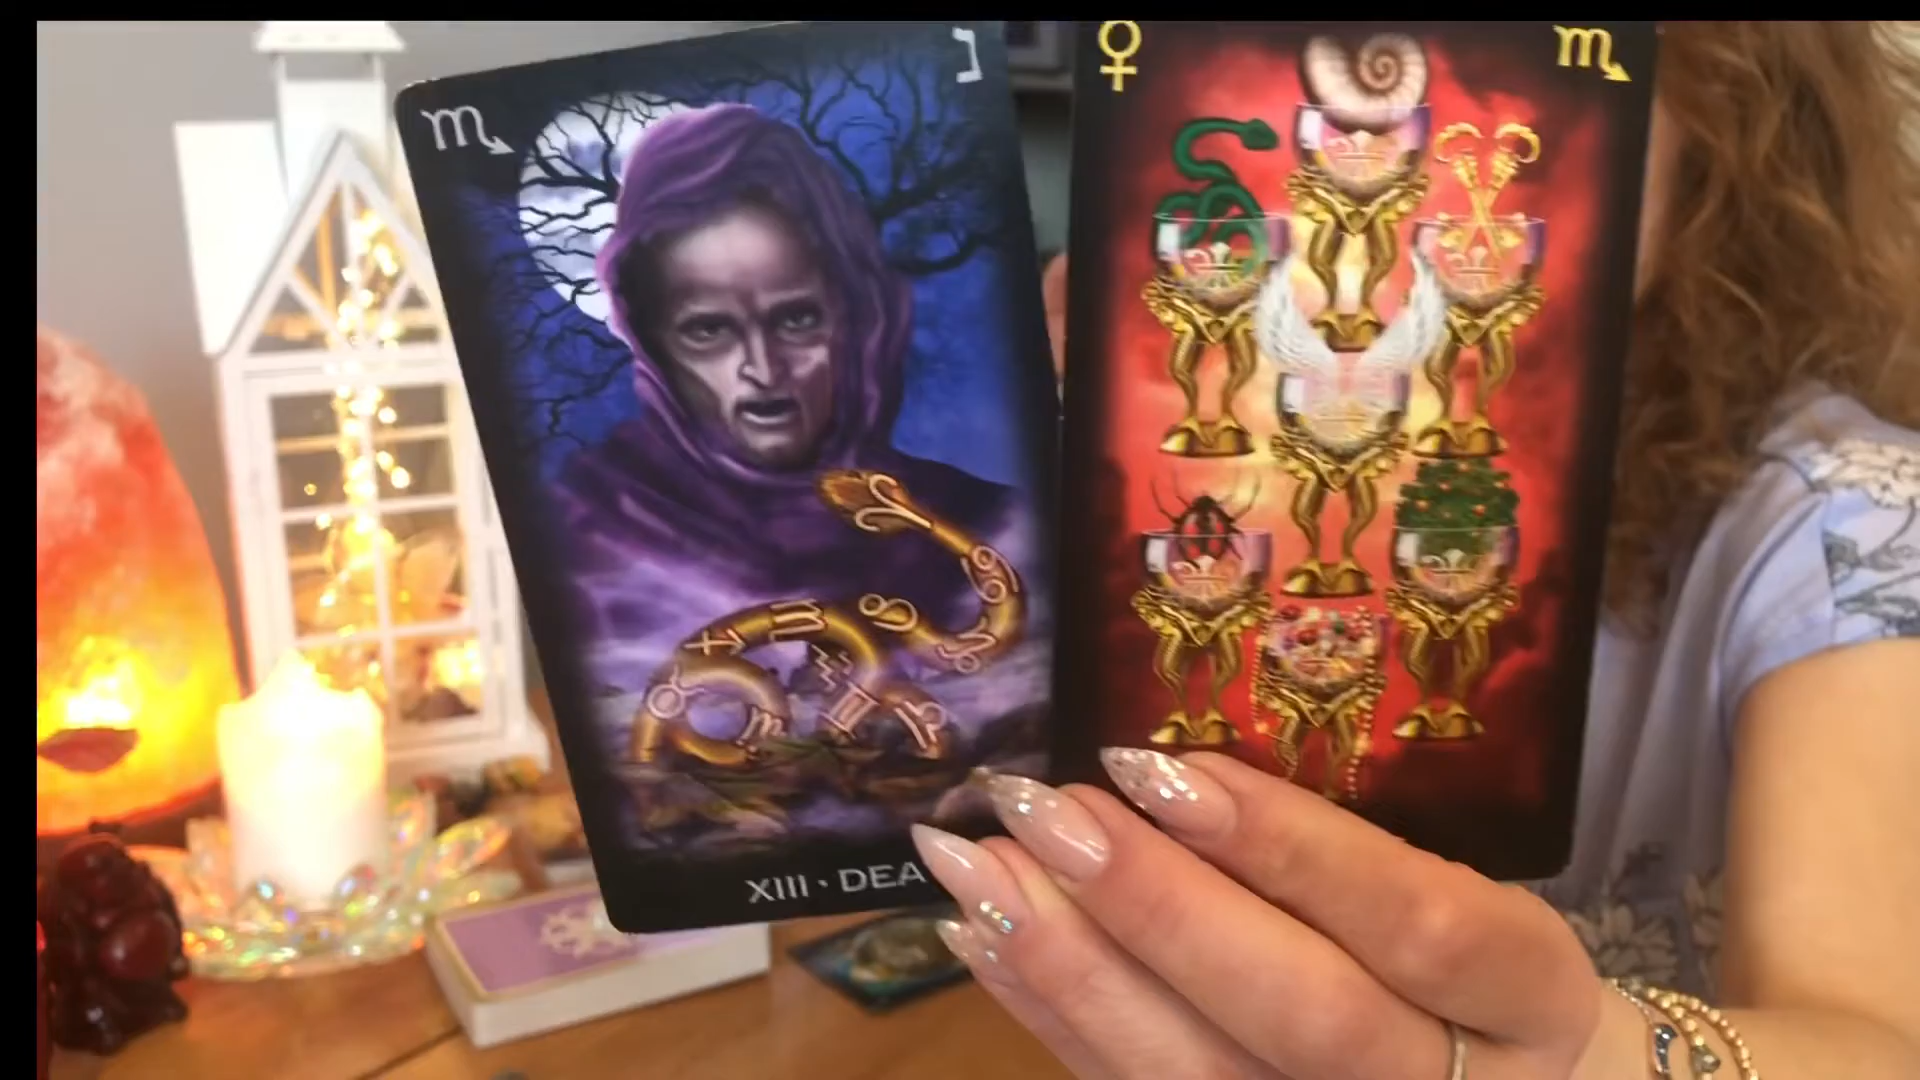 ♏ נ
XIII · DEA
♀ ♏